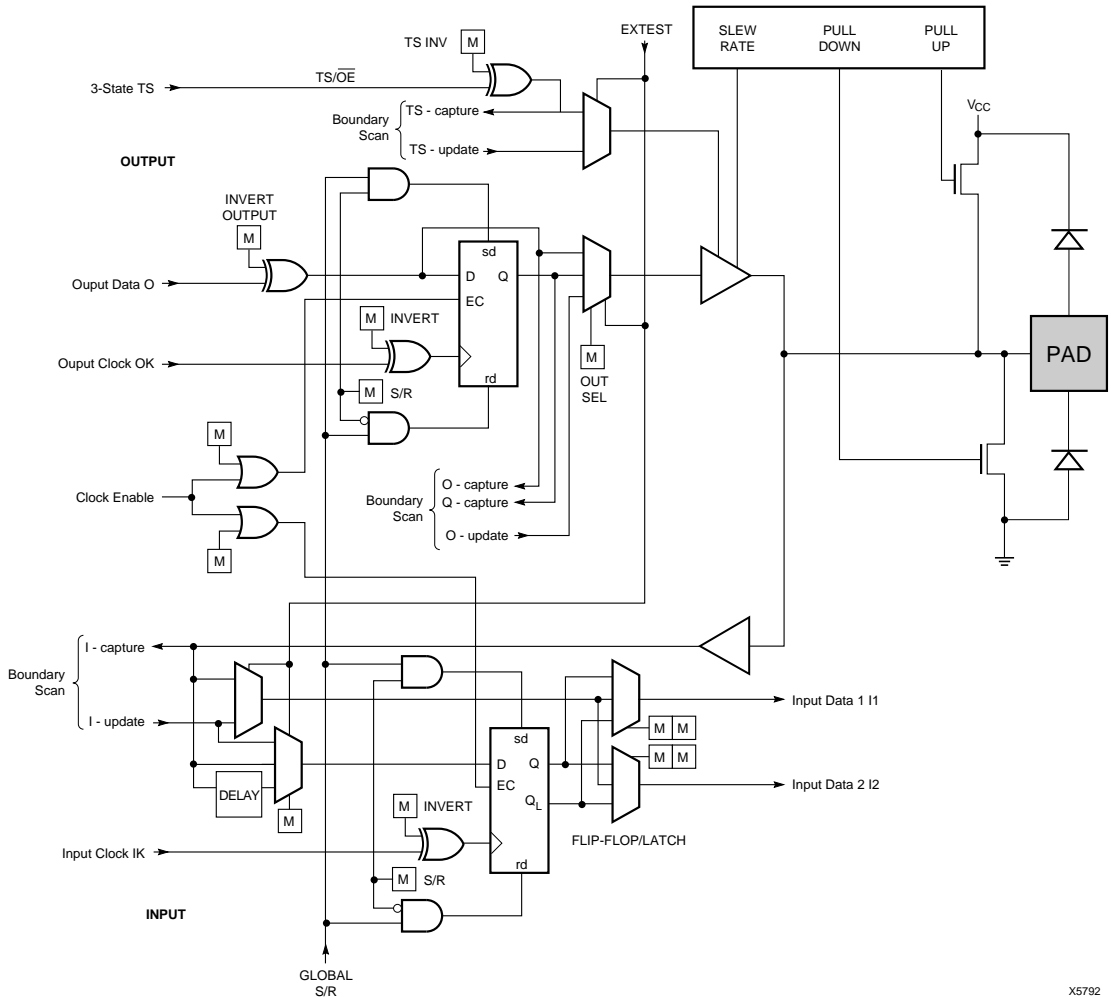 EXTEST
SLEW
RATE
PULL
DOWN
PULL
UP
TS INV
M
3-State TS
TS/OE
VCC
Boundary
Scan
TS - capture
TS - update
OUTPUT
INVERT
OUTPUT
M
sd
D
Q
EC
Ouput Data O
M
INVERT
Ouput Clock OK
rd
M
OUT
SEL
PAD
M
S/R
M
Clock Enable
M
Boundary
Scan
O - capture
Q - capture
O - update
Boundary
Scan
I - capture
I - update
Input Data 1 I1
M M
M M
Input Data 2 I2
sd
D
Q
EC
QL
DELAY
M
M
INVERT
FLIP-FLOP/LATCH
Input Clock IK
rd
M
S/R
INPUT
GLOBAL
S/R
X5792